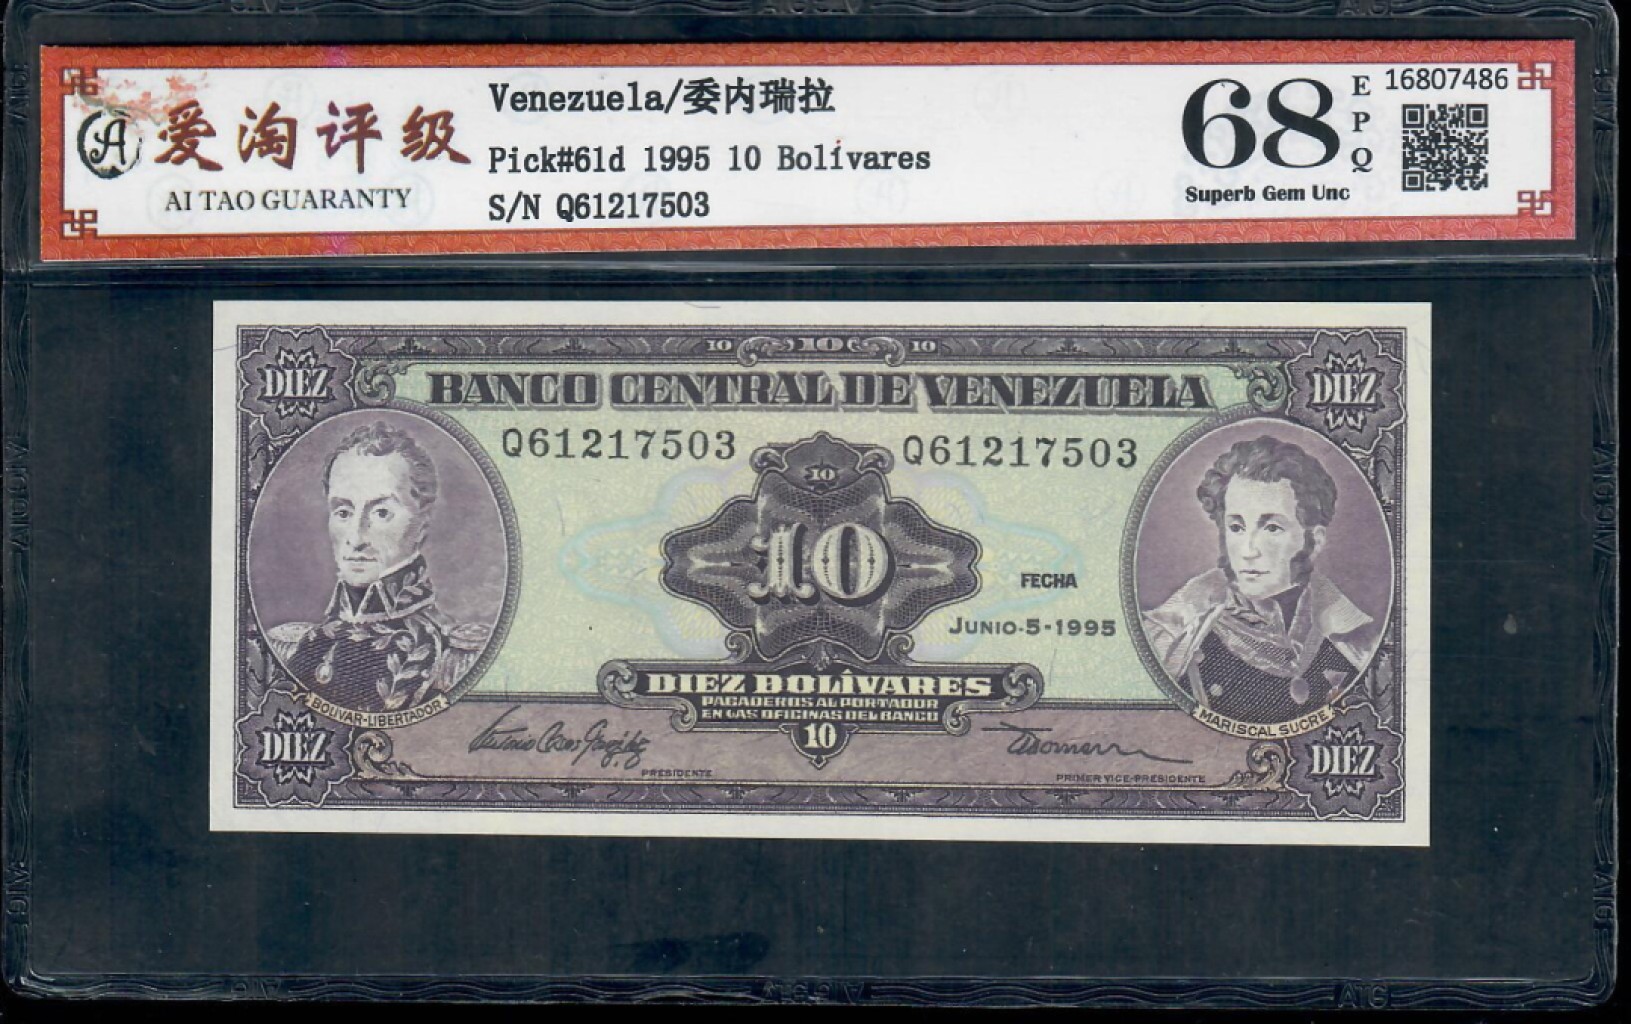 爱淘评级
AI TAO GUARANTY
Venezuela/委内瑞拉
Pick#61d 1995 10 Bolívares
S/N Q61217503
68 EPQ
Superb Gem Unc
16807486
10 10 10
DIEZ DIEZ
BANCO CENTRAL DE VENEZUELA
Q61217503 Q61217503
10
10
FECHA
JUNIO-5-1995
DIEZ BOLÍVARES
PAGADEROS AL PORTADOR
EN LAS OFICINAS DEL BANCO
BOLIVAR-LIBERTADOR
MARISCAL SUCRE
DIEZ 10 DIEZ
PRESIDENTE
PRIMER VICE-PRESIDENTE